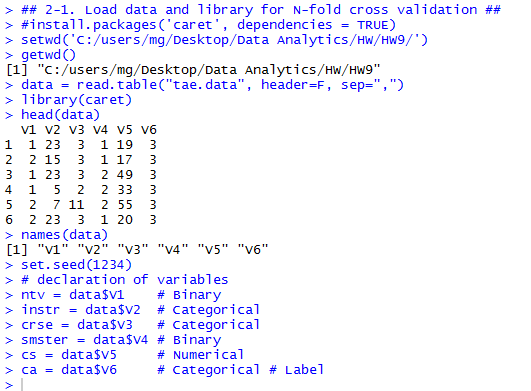 > ## 2-1. Load data and library for N-fold cross validation ##
> #install.packages('caret', dependencies = TRUE)
> setwd('C:/users/mg/Desktop/Data Analytics/HW/HW9/')
> getwd()
[1] "C:/users/mg/Desktop/Data Analytics/HW/HW9"
> data = read.table("tae.data", header=F, sep=",")
> library(caret)
> head(data)
  V1 V2 V3 V4 V5 V6
1  1 23  3  1 19  3
2  2 15  3  1 17  3
3  1 23  3  2 49  3
4  1  5  2  2 33  3
5  2  7 11  2 55  3
6  2 23  3  1 20  3
> names(data)
[1] "V1" "V2" "V3" "V4" "V5" "V6"
> set.seed(1234)
> # declaration of variables
> ntv = data$V1    # Binary
> instr = data$V2  # Categorical
> crse = data$V3   # Categorical
> smster = data$V4 # Binary
> cs = data$V5     # Numerical
> ca = data$V6     # Categorical # Label
>